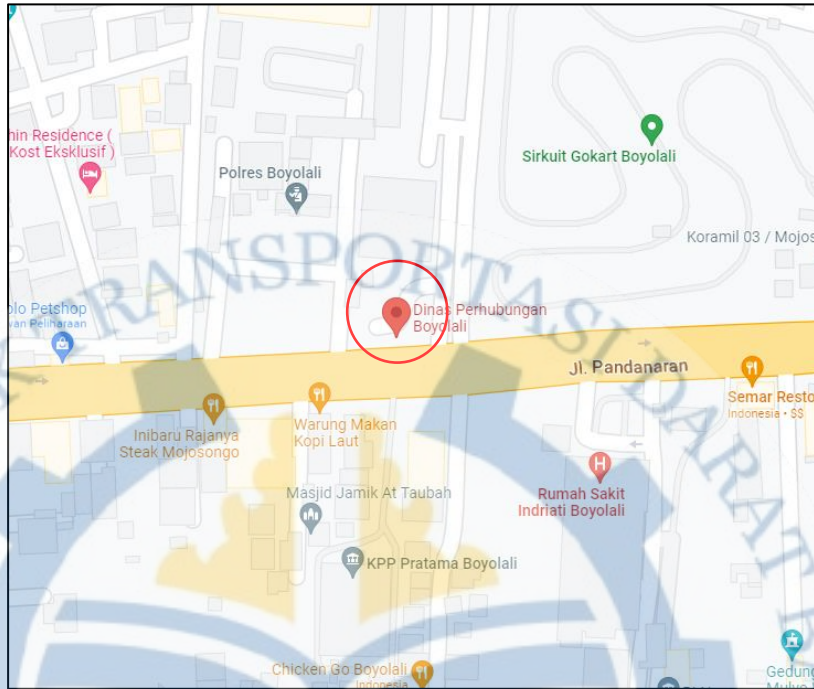 hin Residence (
Kost Eksklusif )
Polres Boyolali
Sirkuit Gokart Boyolali
Koramil 03 / Mojos
TRANSPORTASI DARAT
olo Petshop
wan Peliharaan
Dinas Perhubungan
Boyolali
Jl. Pandanaran
Semar Resto
Indonesia • $$
Inibaru Rajanya
Steak Mojosongo
Warung Makan
Kopi Laut
Masjid Jamik At Taubah
Rumah Sakit
Indriati Boyolali
KPP Pratama Boyolali
Chicken Go Boyolali
Indonesia
Gedung
Mulyo